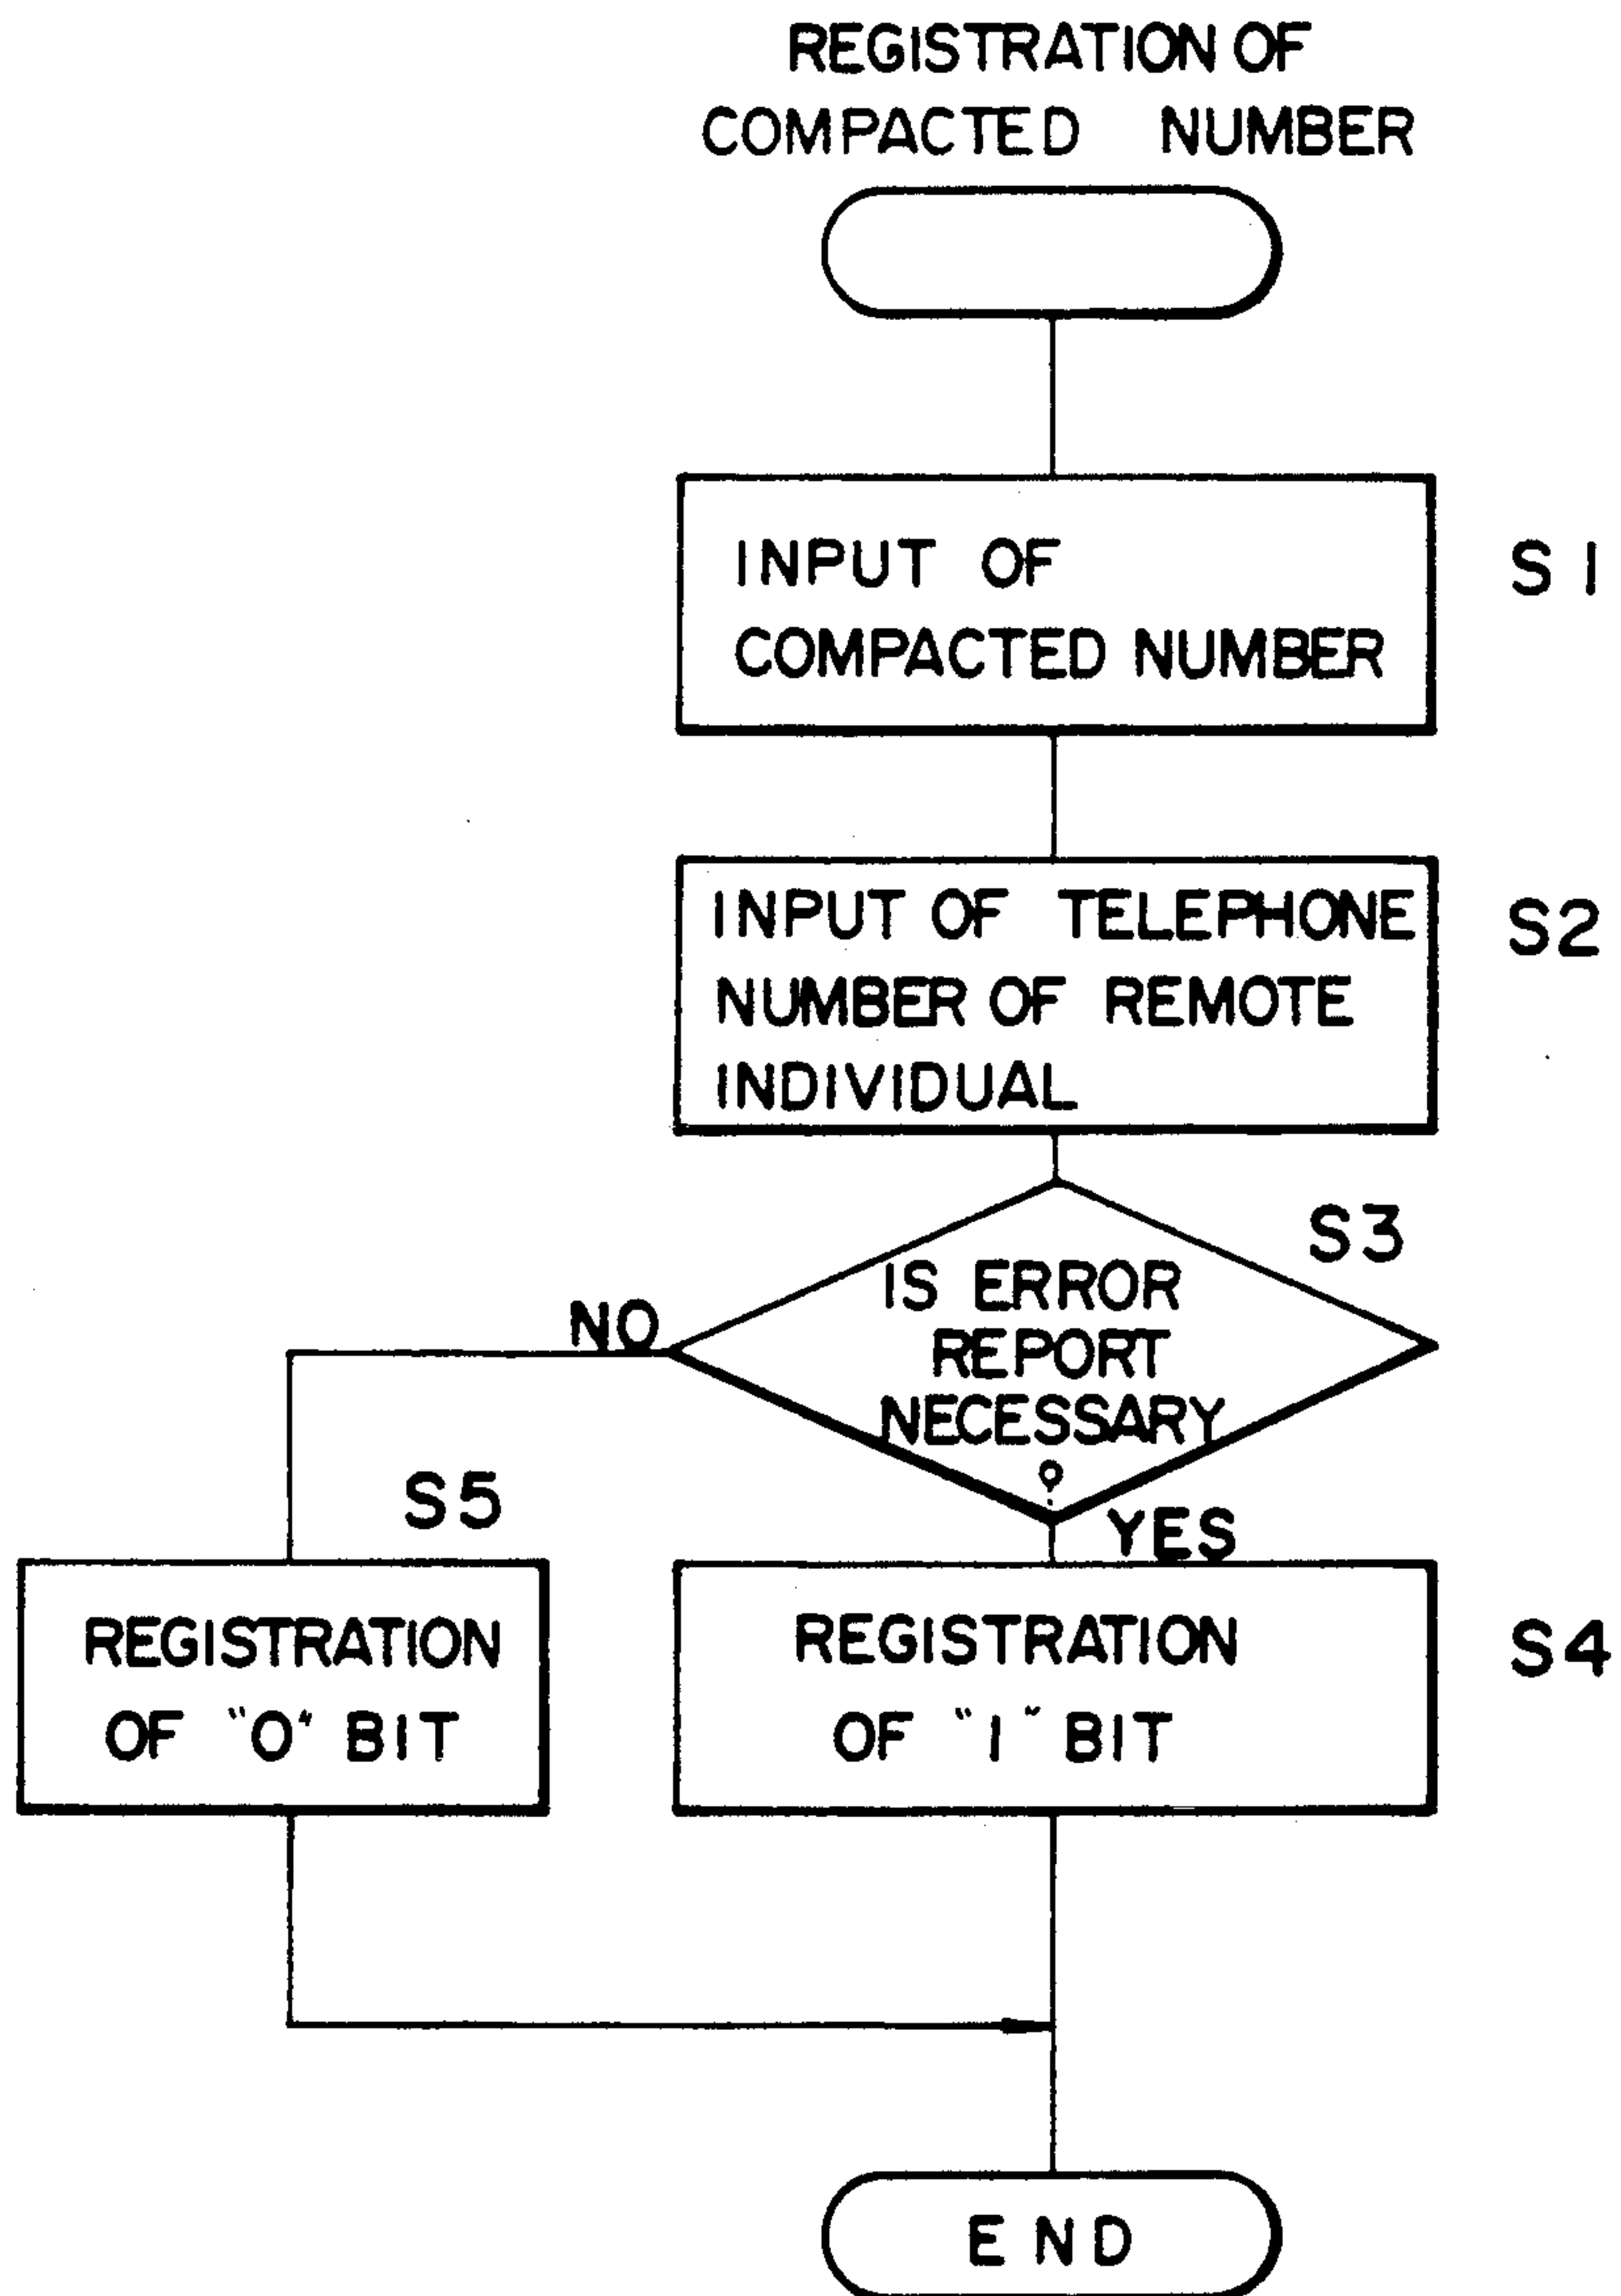 REGISTRATION OF
COMPACTED NUMBER
INPUT OF
COMPACTED NUMBER
S1
INPUT OF TELEPHONE
NUMBER OF REMOTE
INDIVIDUAL
S2
S3
IS ERROR
REPORT
NECESSARY
?
NO
YES
S5
REGISTRATION
OF "0" BIT
REGISTRATION
OF "1" BIT
S4
END